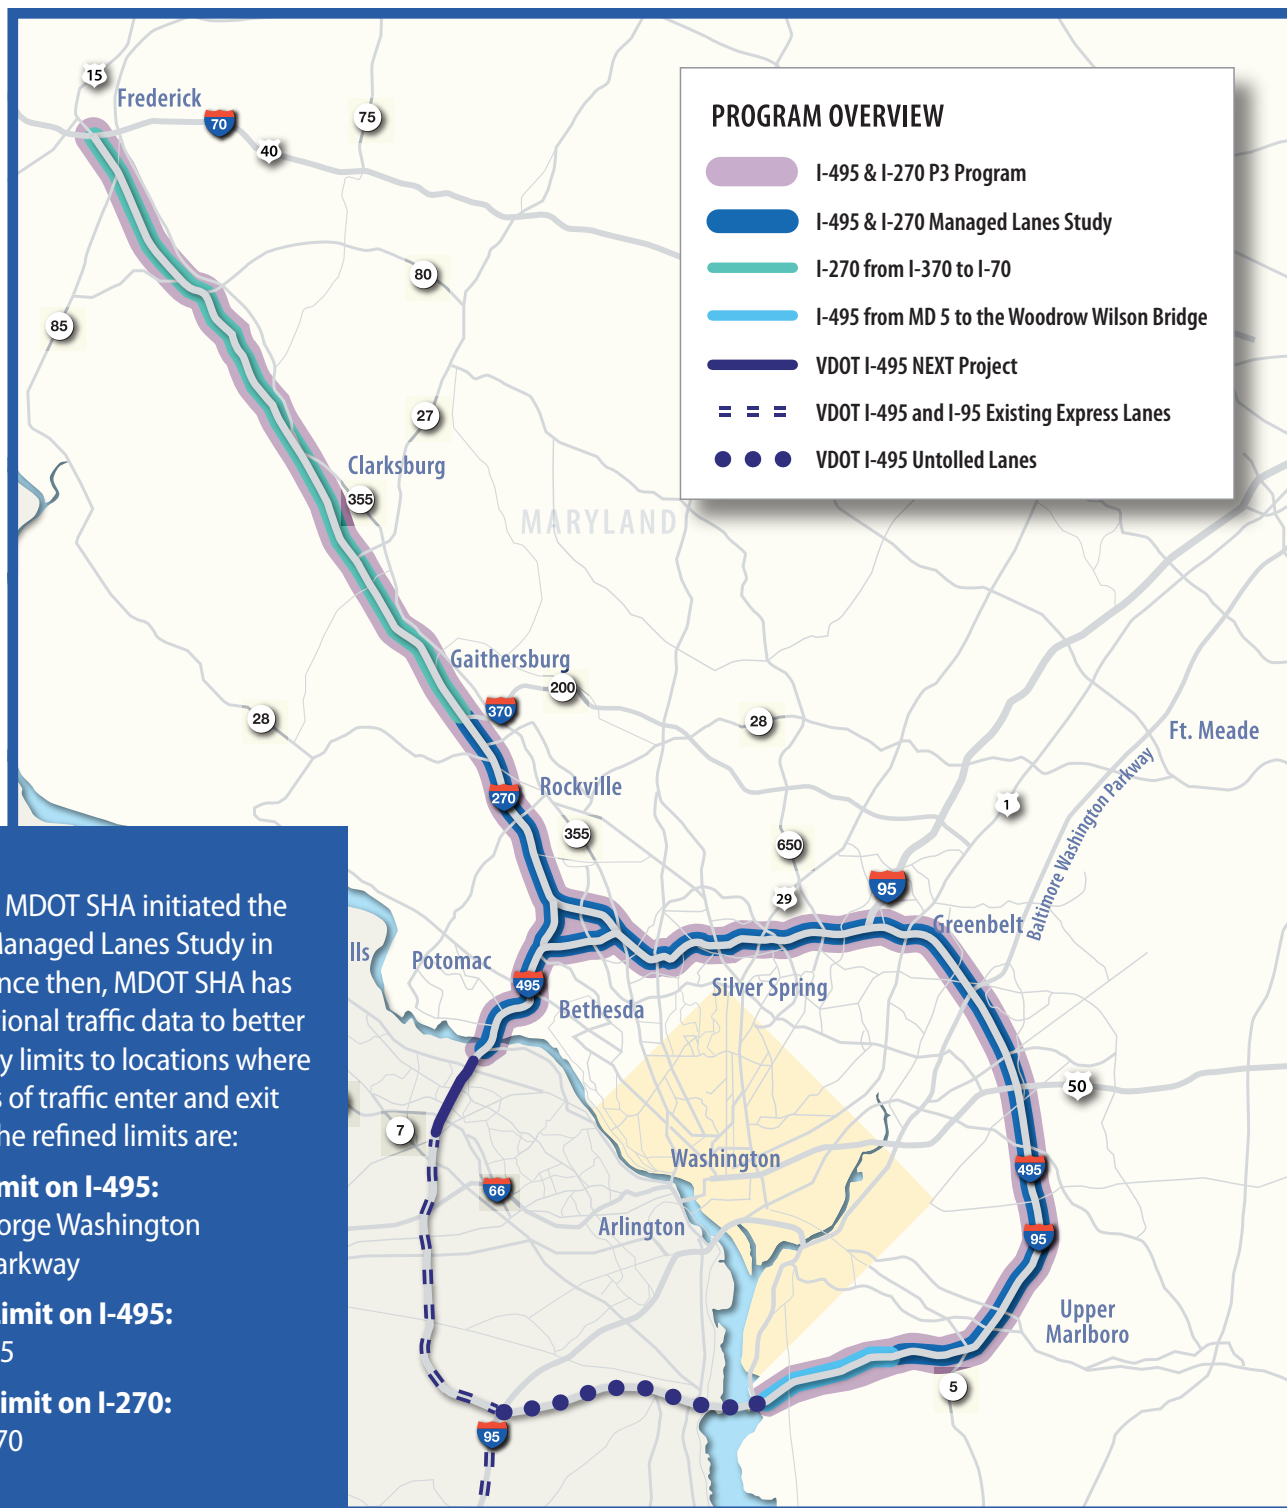 15
Frederick
70
75
40
PROGRAM OVERVIEW
I-495 & I-270 P3 Program
I-495 & I-270 Managed Lanes Study
I-270 from I-370 to I-70
I-495 from MD 5 to the Woodrow Wilson Bridge
VDOT I-495 NEXT Project
VDOT I-495 and I-95 Existing Express Lanes
VDOT I-495 Untolled Lanes
80
85
27
Clarksburg
355
MARYLAND
Gaithersburg
200
370
28
28
Ft. Meade
Rockville
270
1
Baltimore Washington Parkway
355
650
95
29
Greenbelt
lls
Potomac
495
Silver Spring
Bethesda
50
7
Washington
495
66
Arlington
95
Upper
Marlboro
5
95
MDOT SHA initiated the
Managed Lanes Study in
nce then, MDOT SHA has
tional traffic data to better
y limits to locations where
s of traffic enter and exit
he refined limits are:
mit on I-495:
orge Washington
arkway
imit on I-495:
5
imit on I-270:
70